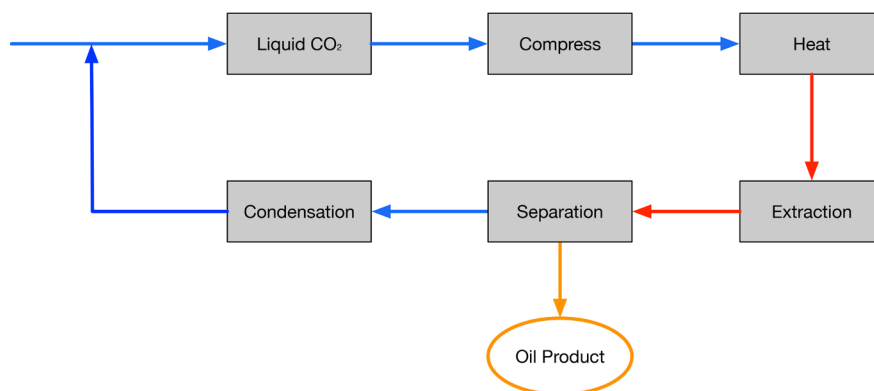 Liquid CO₂
Compress
Heat
Condensation
Separation
Extraction
Oil Product